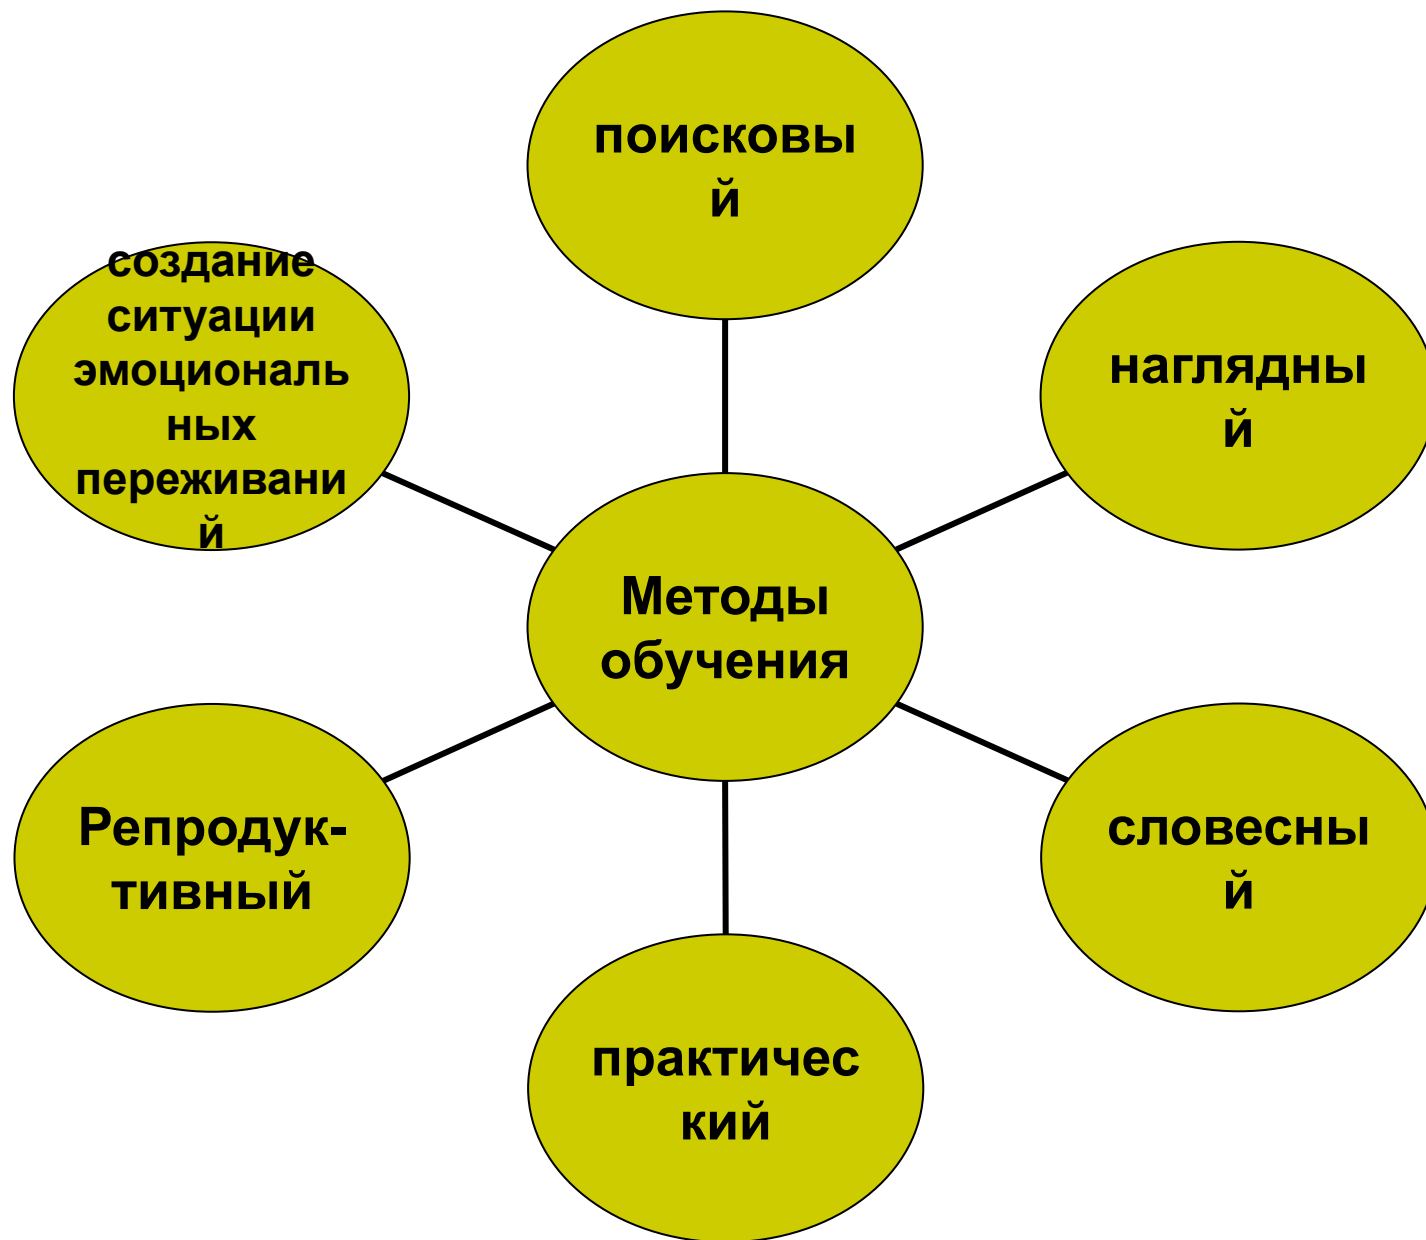 поисковы
й
создание
ситуации
эмоциональ
ных
переживани
й
наглядны
й
Методы
обучения
Репродук-
тивный
словесны
й
практичес
кий